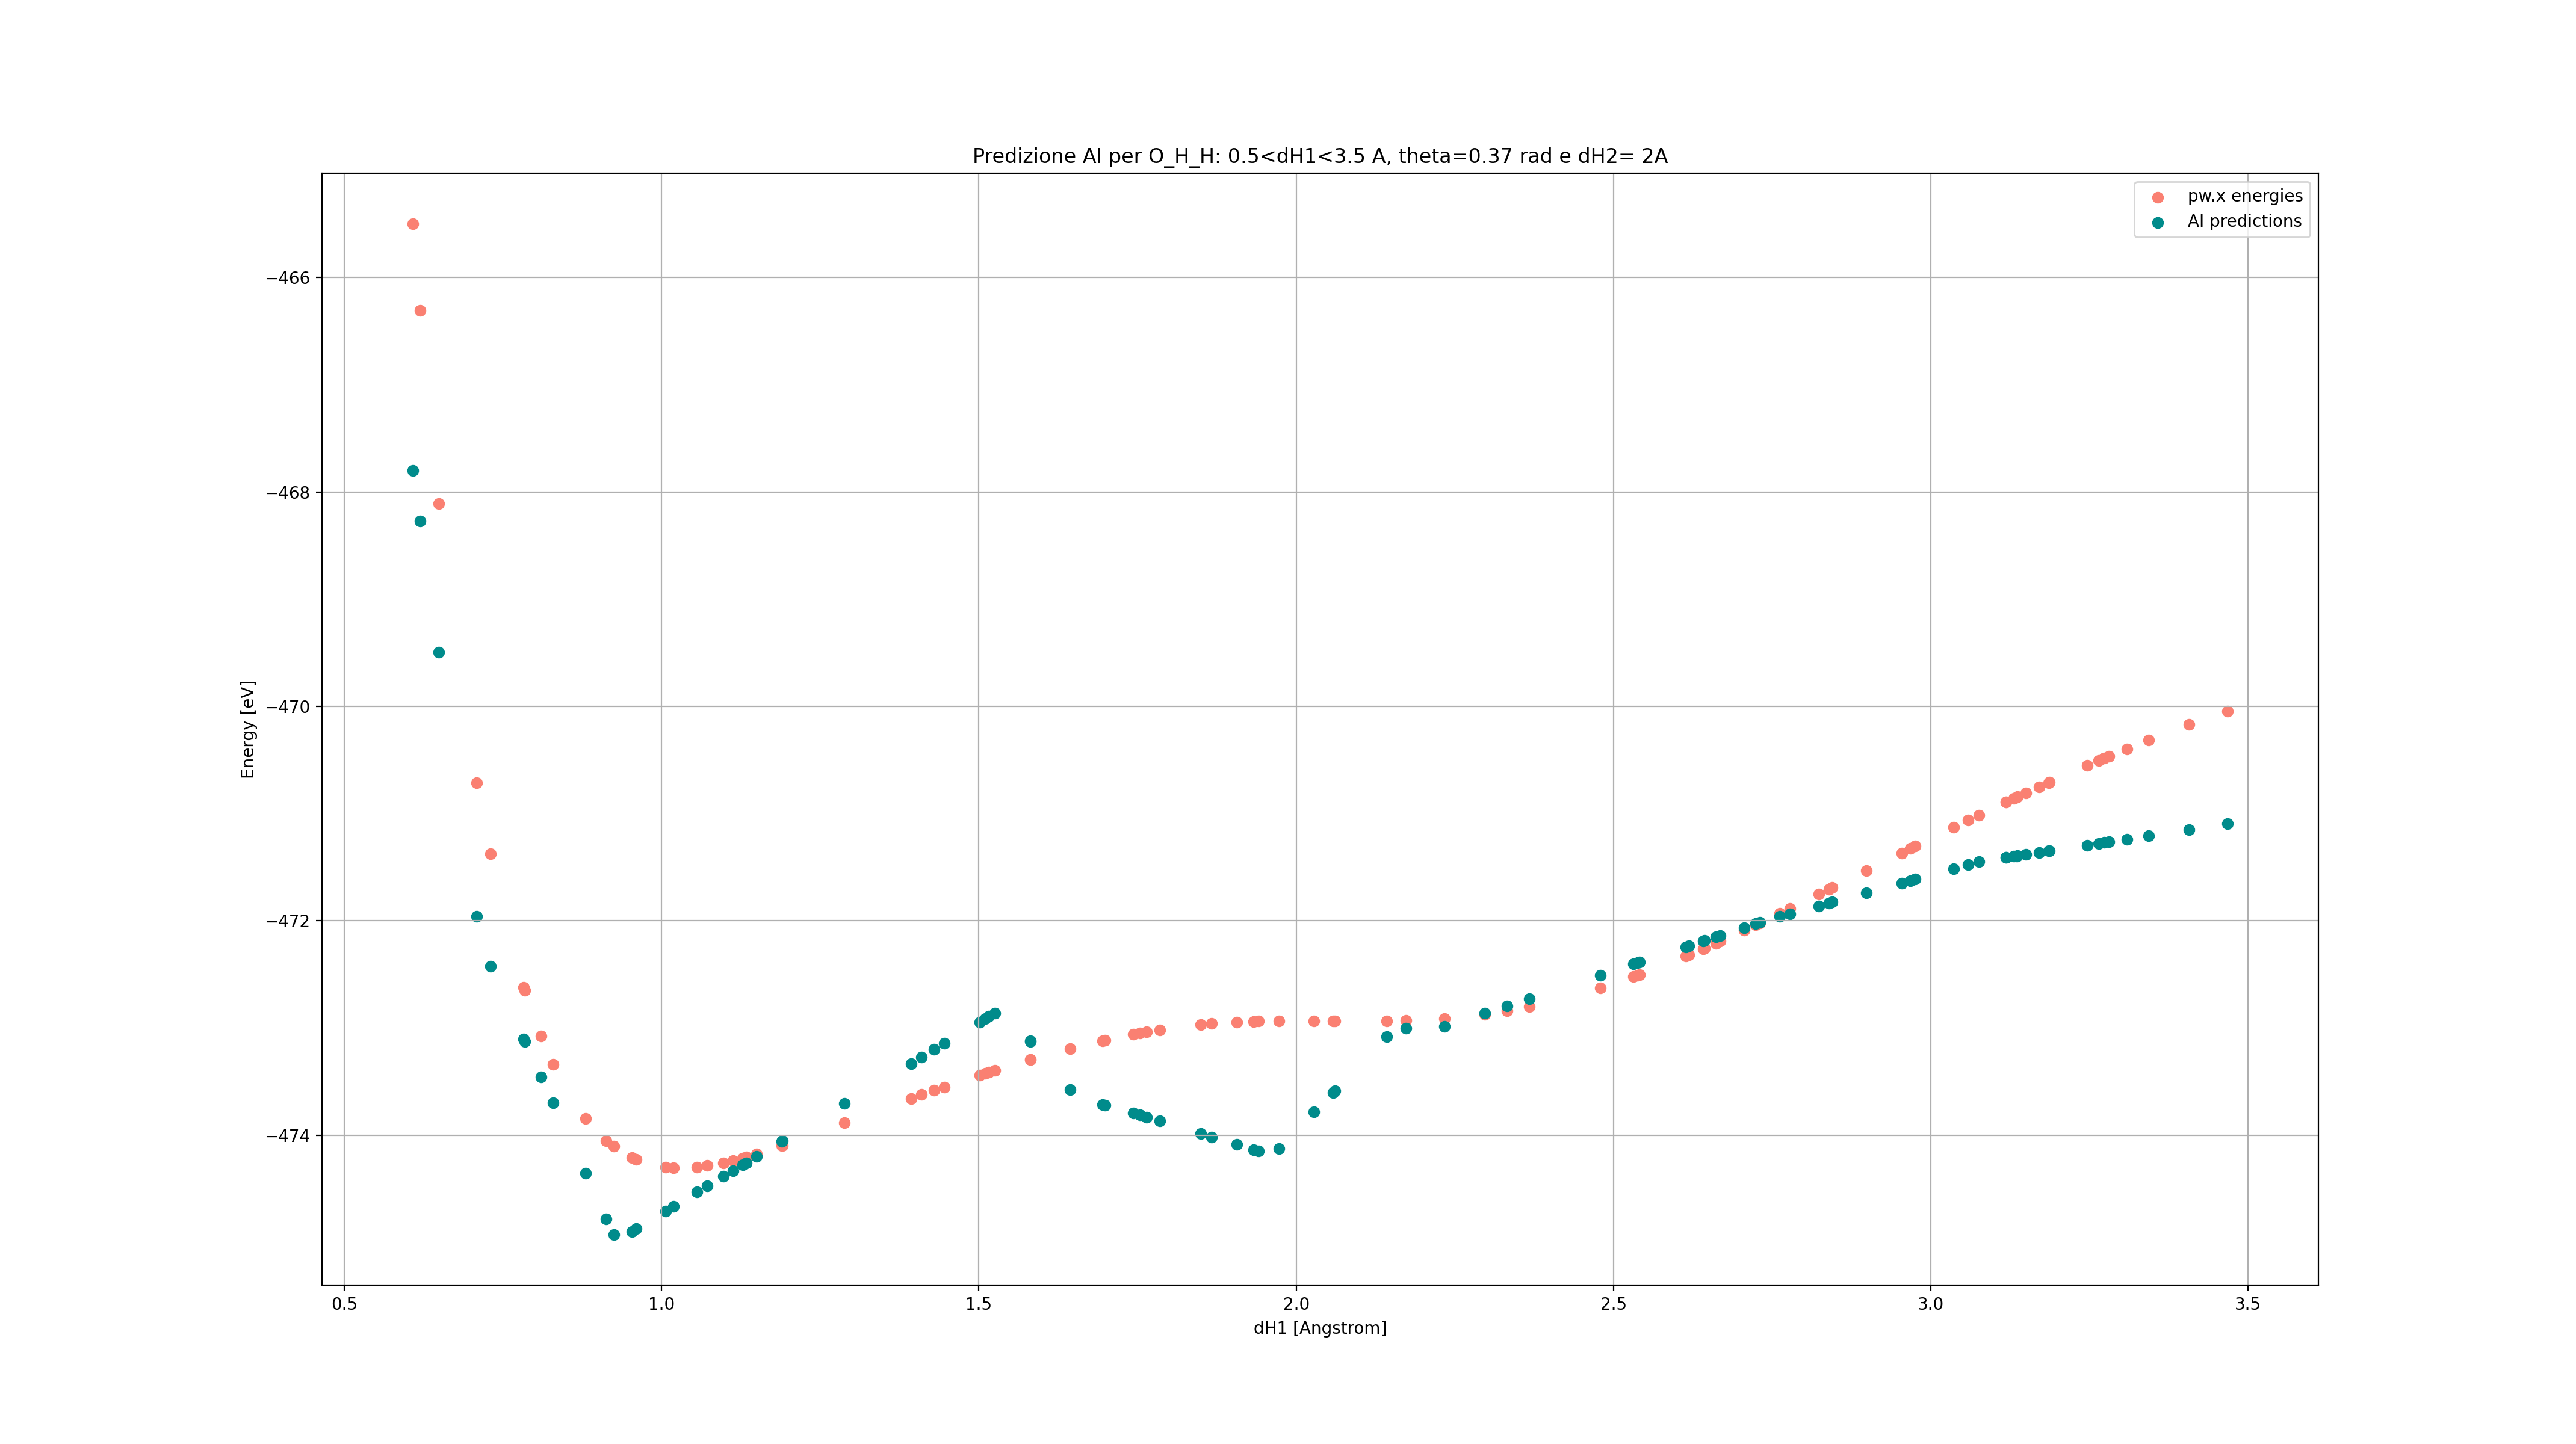 Predizione AI per O_H_H: 0.5<dH1<3.5 A, theta=0.37 rad e dH2= 2A
pw.x energies
AI predictions
−466
−468
−470
−472
−474
Energy [eV]
0.5 1.0 1.5 2.0 2.5 3.0 3.5
dH1 [Angstrom]